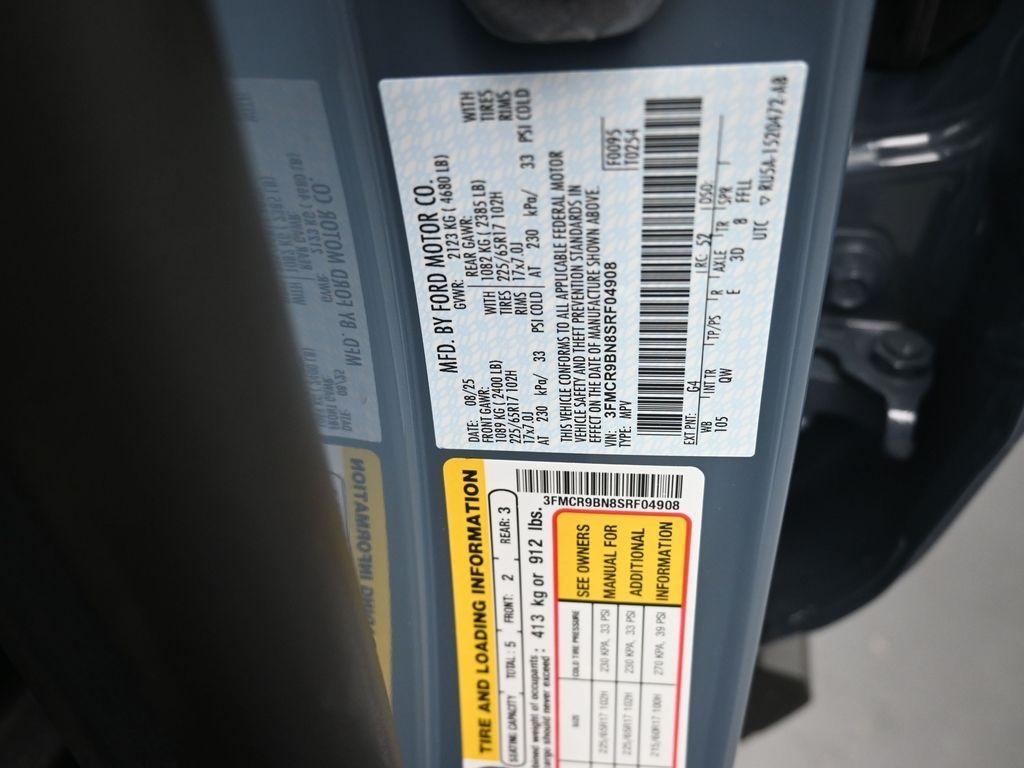 MFD. BY FORD MOTOR CO.
DATE: 08/25 GVWR: 2123 KG ( 4680 LB)
FRONT GAWR: REAR GAWR:
1089 KG ( 2400 LB) WITH 1082 KG ( 2385 LB) WITH
225/65R17 102H TIRES 225/65R17 102H TIRES
17x7.0J RIMS 17x7.0J RIMS
AT 230 kPa/ 33 PSI COLD AT 230 kPa/ 33 PSI COLD
THIS VEHICLE CONFORMS TO ALL APPLICABLE FEDERAL MOTOR
VEHICLE SAFETY AND THEFT PREVENTION STANDARDS IN
EFFECT ON THE DATE OF MANUFACTURE SHOWN ABOVE.
VIN: 3FMCR9BN8SRF04908 F0095
TYPE: MPV T0254
EXT PNT: G4 RC: 52 DSO:
WB INT TR TP/PS R AXLE TR SPR
105 QW E 3D 8 FFLL
UTC ▽ RU5A-1520472-AB
TIRE AND LOADING INFORMATION
SEATING CAPACITY TOTAL: 5 FRONT: 2 REAR: 3
weight of occupants : 413 kg or 912 lbs.
should never exceed :
3FMCR9BN8SRF04908
SIZE COLD TIRE PRESSURE SEE OWNERS
225/65R17 102H 230 KPA, 33 PSI MANUAL FOR
225/65R17 102H 230 KPA, 33 PSI ADDITIONAL
215/60R17 100H 270 KPA, 39 PSI INFORMATION